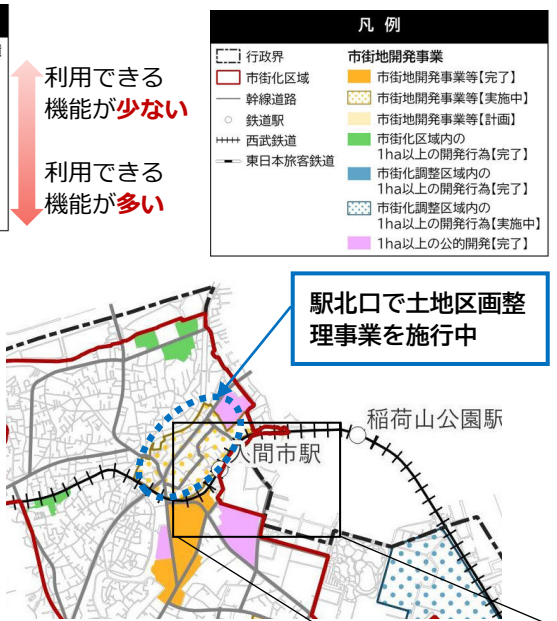 利用できる
機能が少ない
利用できる
機能が多い
凡 例
行政界
市街化区域
幹線道路
鉄道駅
西武鉄道
東日本旅客鉄道
市街地開発事業
市街地開発事業等【完了】
市街地開発事業等【実施中】
市街地開発事業等【計画】
市街化区域内の
1ha以上の開発行為【完了】
市街化調整区域内の
1ha以上の開発行為【完了】
市街化調整区域内の
1ha以上の開発行為【実施中】
1ha以上の公的開発【完了】
駅北口で土地区画整
理事業を施行中
稲荷山公園駅
入間市駅